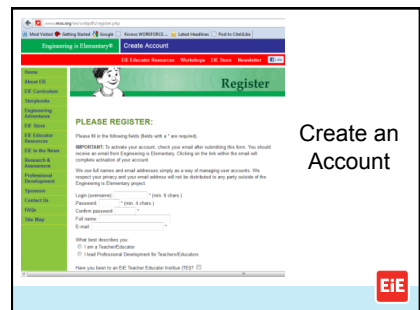 www.mos.org/eie/onlpdfs/register.php
Most Visited Getting Started Google Kronos WORKFORCE ... Latest Headlines Post to CiteULike
Engineering is Elementary® Create Account
EiE Educator Resources Workshops EiE Store Newsletter
Home
About EiE
EiE Curriculum
Storybooks
Engineering
Adventures
EiE Store
EiE Educator
Resources
EiE in the News
Research &
Assessment
Professional
Development
Sponsors
Contact Us
FAQs
Site Map
Register
PLEASE REGISTER:
Please fill in the following fields (fields with a * are required).
IMPORTANT: To activate your account, check your email after submitting this form. You should
receive an email from Engineering is Elementary. Clicking on the link within the email will
complete activation of your account.
We use full names and email addresses simply as a way of managing user accounts. We
respect your privacy and your email address will not be distributed to any party outside of the
Engineering is Elementary project.
Login (username): * (min. 6 chars.)
Password: * (min. 4 chars.)
Confirm password: *
Full name:
E-mail : *
What best describes you:
I am a Teacher/Educator
I lead Professional Development for Teachers/Educators
Have you been to an EiE Teacher Educator Institue (TEI)?
Create an
Account
EiE